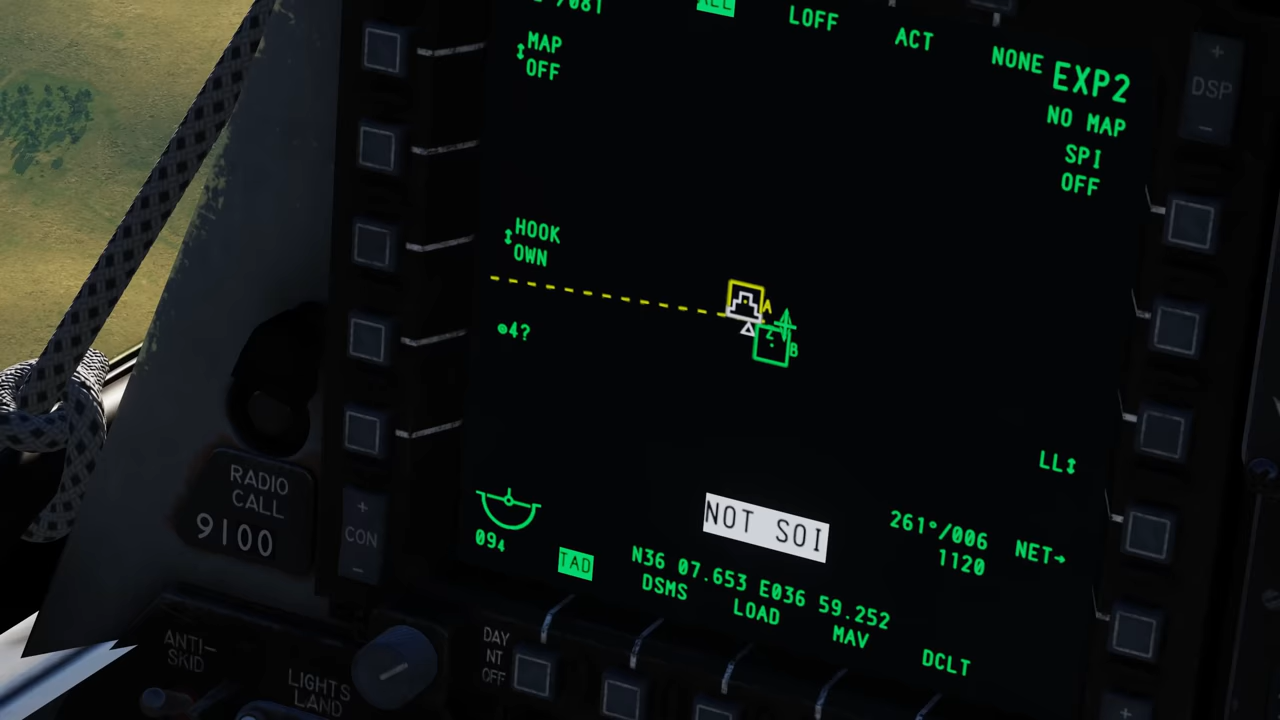 LOFF
ACT
NONE
EXP2
MAP
OFF
NO MAP
SPI
OFF
DSP
HOOK
OWN
A
4?
Z
B
LL
RADIO
CALL
9100
CON
094
TAD
NOT SOI
261°/006
1120
NET→
N36 07.653 E036 59.252
DSMS
LOAD
MAV
DCLT
ANTI-
SKID
LIGHTS
LAND
DAY
NT
OFF